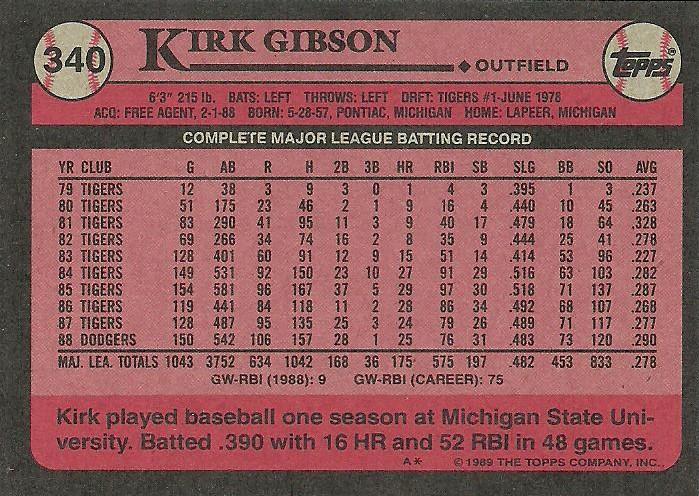 340 KIRK GIBSON
◆ OUTFIELD
TOPPS
6'3" 215 lb. BATS: LEFT THROWS: LEFT DRFT: TIGERS #1-JUNE 1978
ACQ: FREE AGENT, 2-1-88 BORN: 5-28-57, PONTIAC, MICHIGAN HOME: LAPEER, MICHIGAN
COMPLETE MAJOR LEAGUE BATTING RECORD
YR CLUB G AB R H 2B 3B HR RBI SB SLG BB SO AVG
79 TIGERS 12 38 3 9 3 0 1 4 3 .395 1 3 .237
80 TIGERS 51 175 23 46 2 1 9 16 4 .440 10 45 .263
81 TIGERS 83 290 41 95 11 3 9 40 17 .479 18 64 .328
82 TIGERS 69 266 34 74 16 2 8 35 9 .444 25 41 .278
83 TIGERS 128 401 60 91 12 9 15 51 14 .414 53 96 .227
84 TIGERS 149 531 92 150 23 10 27 91 29 .516 63 103 .282
85 TIGERS 154 581 96 167 37 5 29 97 30 .518 71 137 .287
86 TIGERS 119 441 84 118 11 2 28 86 34 .492 68 107 .268
87 TIGERS 128 487 95 135 25 3 24 79 26 .489 71 117 .277
88 DODGERS 150 542 106 157 28 1 25 76 31 .483 73 120 .290
MAJ. LEA. TOTALS 1043 3752 634 1042 168 36 175 575 197 .482 453 833 .278
GW-RBI (1988): 9 GW-RBI (CAREER): 75
Kirk played baseball one season at Michigan State Uni-
versity. Batted .390 with 16 HR and 52 RBI in 48 games.
A* © 1989 THE TOPPS COMPANY, INC.